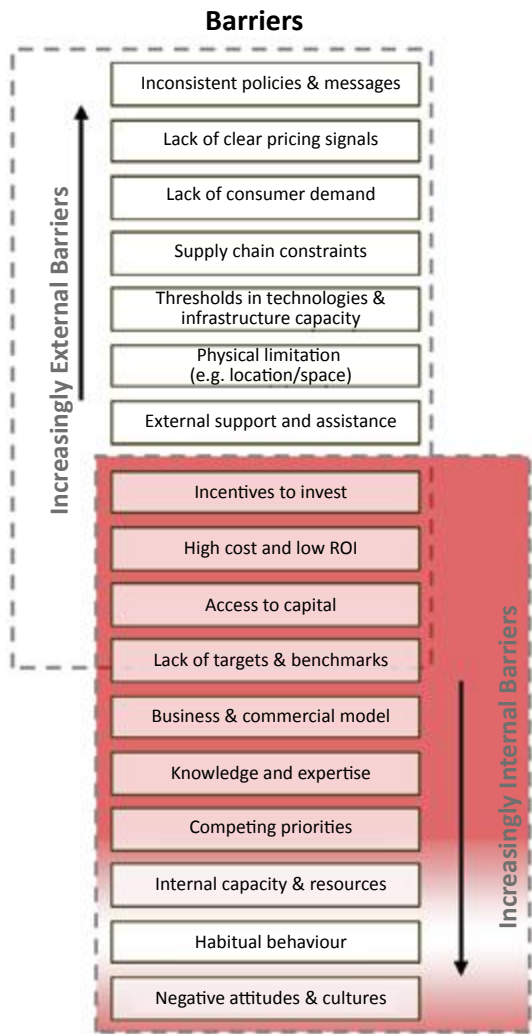 Barriers
Increasingly External Barriers
Inconsistent policies & messages
Lack of clear pricing signals
Lack of consumer demand
Supply chain constraints
Thresholds in technologies &
infrastructure capacity
Physical limitation
(e.g. location/space)
External support and assistance
Incentives to invest
High cost and low ROI
Access to capital
Lack of targets & benchmarks
Business & commercial model
Knowledge and expertise
Competing priorities
Internal capacity & resources
Habitual behaviour
Negative attitudes & cultures
Increasingly Internal Barriers